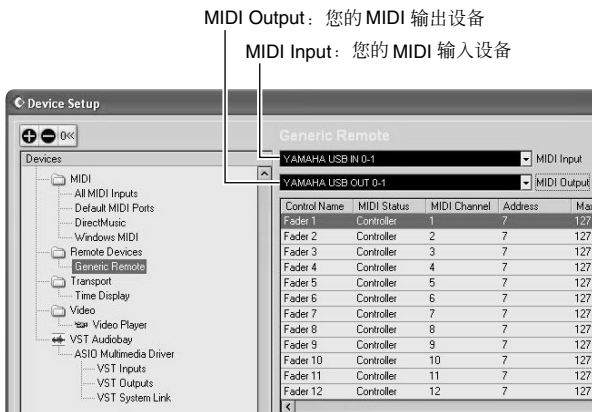 MIDI Output：您的 MIDI 输出设备
MIDI Input：您的 MIDI 输入设备
Device Setup
Devices
MIDI
All MIDI Inputs
Default MIDI Ports
DirectMusic
Windows MIDI
Remote Devices
Generic Remote
Transport
Time Display
Video
Video Player
VST Audiobay
ASIO Multimedia Driver
VST Inputs
VST Outputs
VST System Link
Generic Remote
YAMAHA USB IN 0-1 MIDI Input
YAMAHA USB OUT 0-1 MIDI Output
Control Name MIDI Status MIDI Channel Address Max
Fader 1 Controller 1 7 127
Fader 2 Controller 2 7 127
Fader 3 Controller 3 7 127
Fader 4 Controller 4 7 127
Fader 5 Controller 5 7 127
Fader 6 Controller 6 7 127
Fader 7 Controller 7 7 127
Fader 8 Controller 8 7 127
Fader 9 Controller 9 7 127
Fader 10 Controller 10 7 127
Fader 11 Controller 11 7 127
Fader 12 Controller 12 7 127